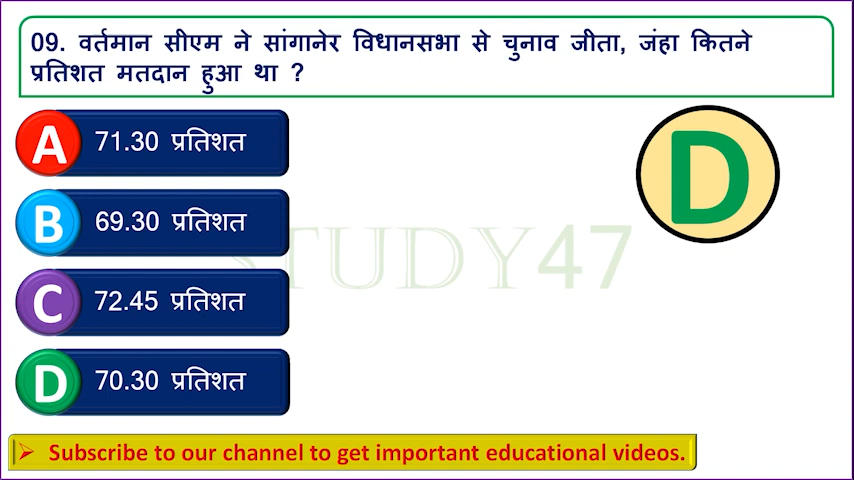 09. वर्तमान सीएम ने सांगानेर विधानसभा से चुनाव जीता, जंहा कितने
प्रतिशत मतदान हुआ था ?
A 71.30 प्रतिशत
D
B 69.30 प्रतिशत
STUDY47
C 72.45 प्रतिशत
D 70.30 प्रतिशत
Subscribe to our channel to get important educational videos.